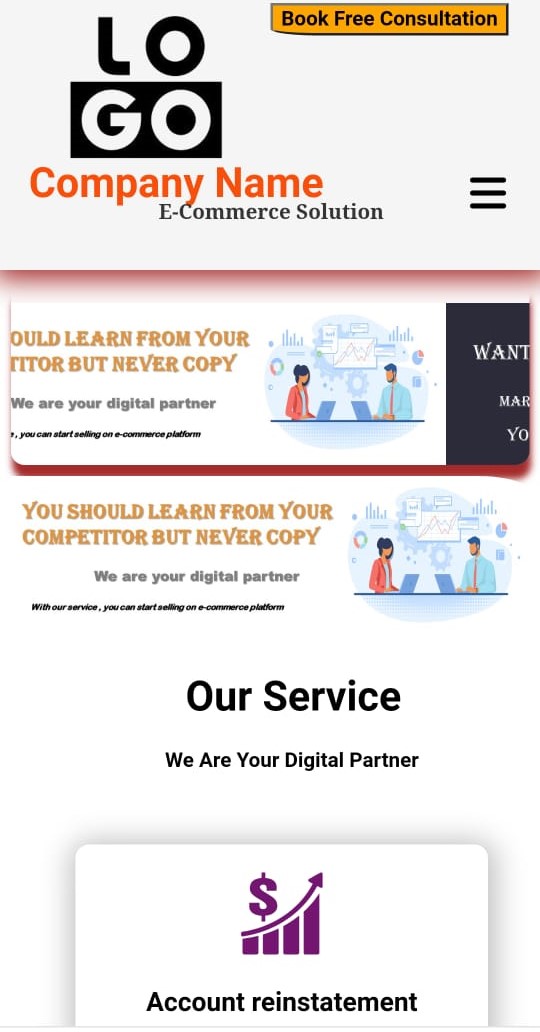 Book Free Consultation
LO
GO
Company Name
E-Commerce Solution
OULD LEARN FROM YOUR
TITOR BUT NEVER COPY
We are your digital partner
, you can start selling on e-commerce platform
WANT
MAR
YO
YOU SHOULD LEARN FROM YOUR
COMPETITOR BUT NEVER COPY
We are your digital partner
With our service , you can start selling on e-commerce platform
Our Service
We Are Your Digital Partner
$
Account reinstatement